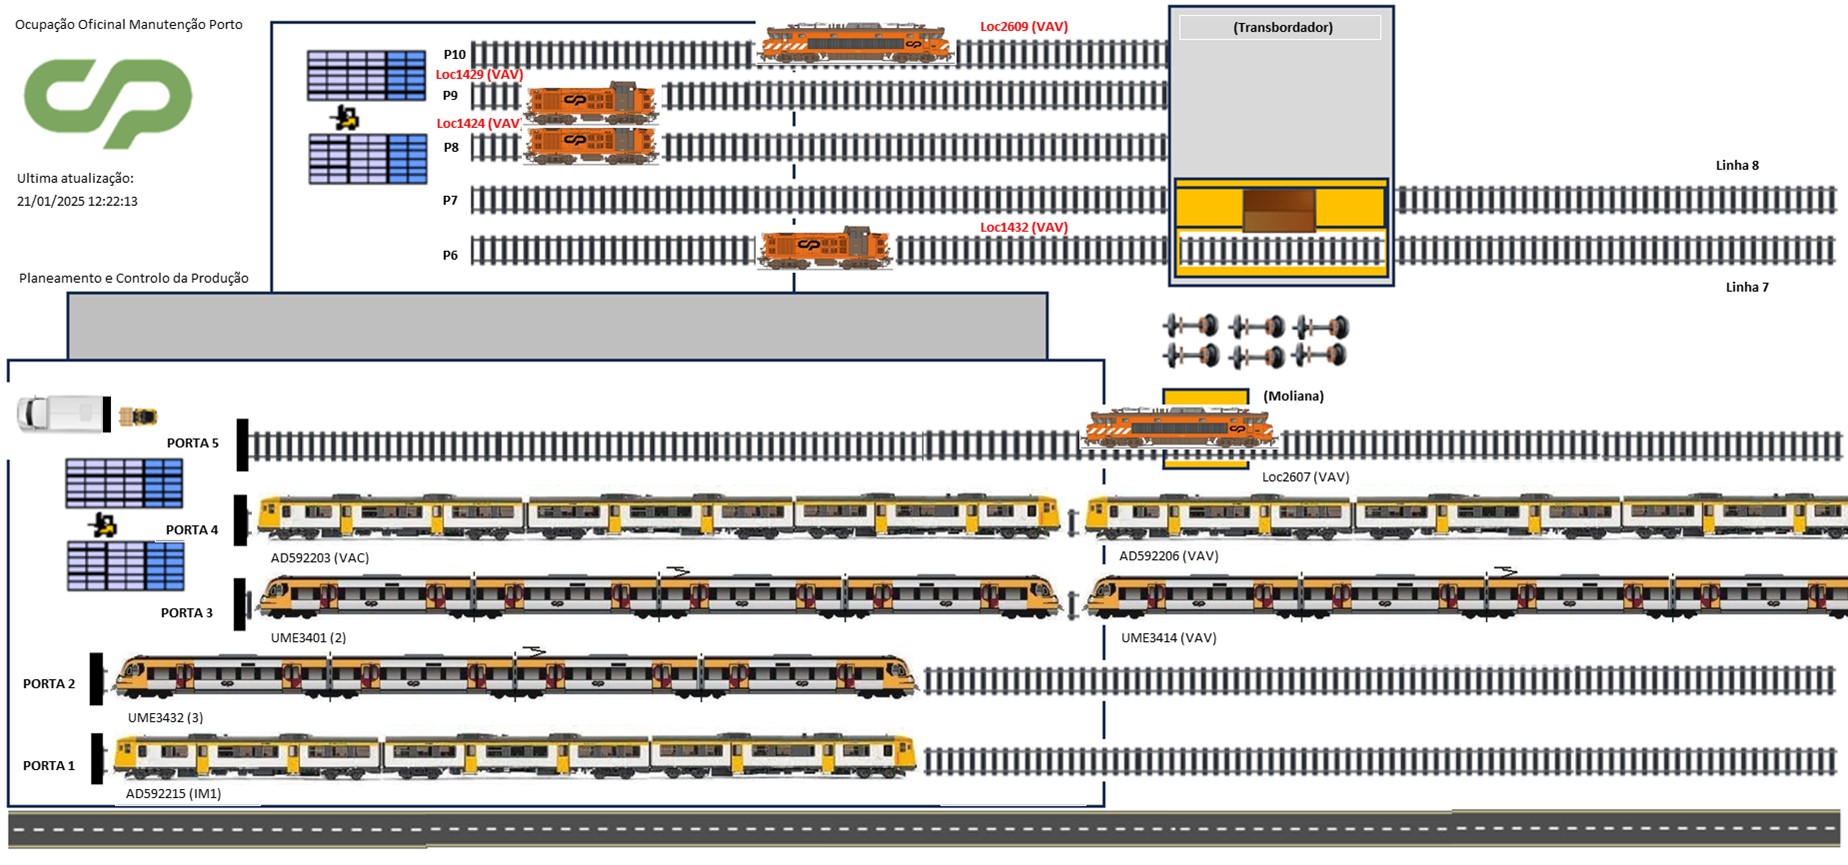 Ocupação Oficinal Manutenção Porto
Loc2609 (VAV)
(Transbordador)
P10
Loc1429 (VAV)
P9
Loc1424 (VAV)
P8
Ultima atualização:
21/01/2025 12:22:13
Linha 8
P7
Loc1432 (VAV)
P6
Planeamento e Controlo da Produção
Linha 7
(Moliana)
PORTA 5
Loc2607 (VAV)
PORTA 4
AD592203 (VAC)
AD592206 (VAV)
PORTA 3
UME3401 (2)
UME3414 (VAV)
PORTA 2
UME3432 (3)
PORTA 1
AD592215 (IM1)